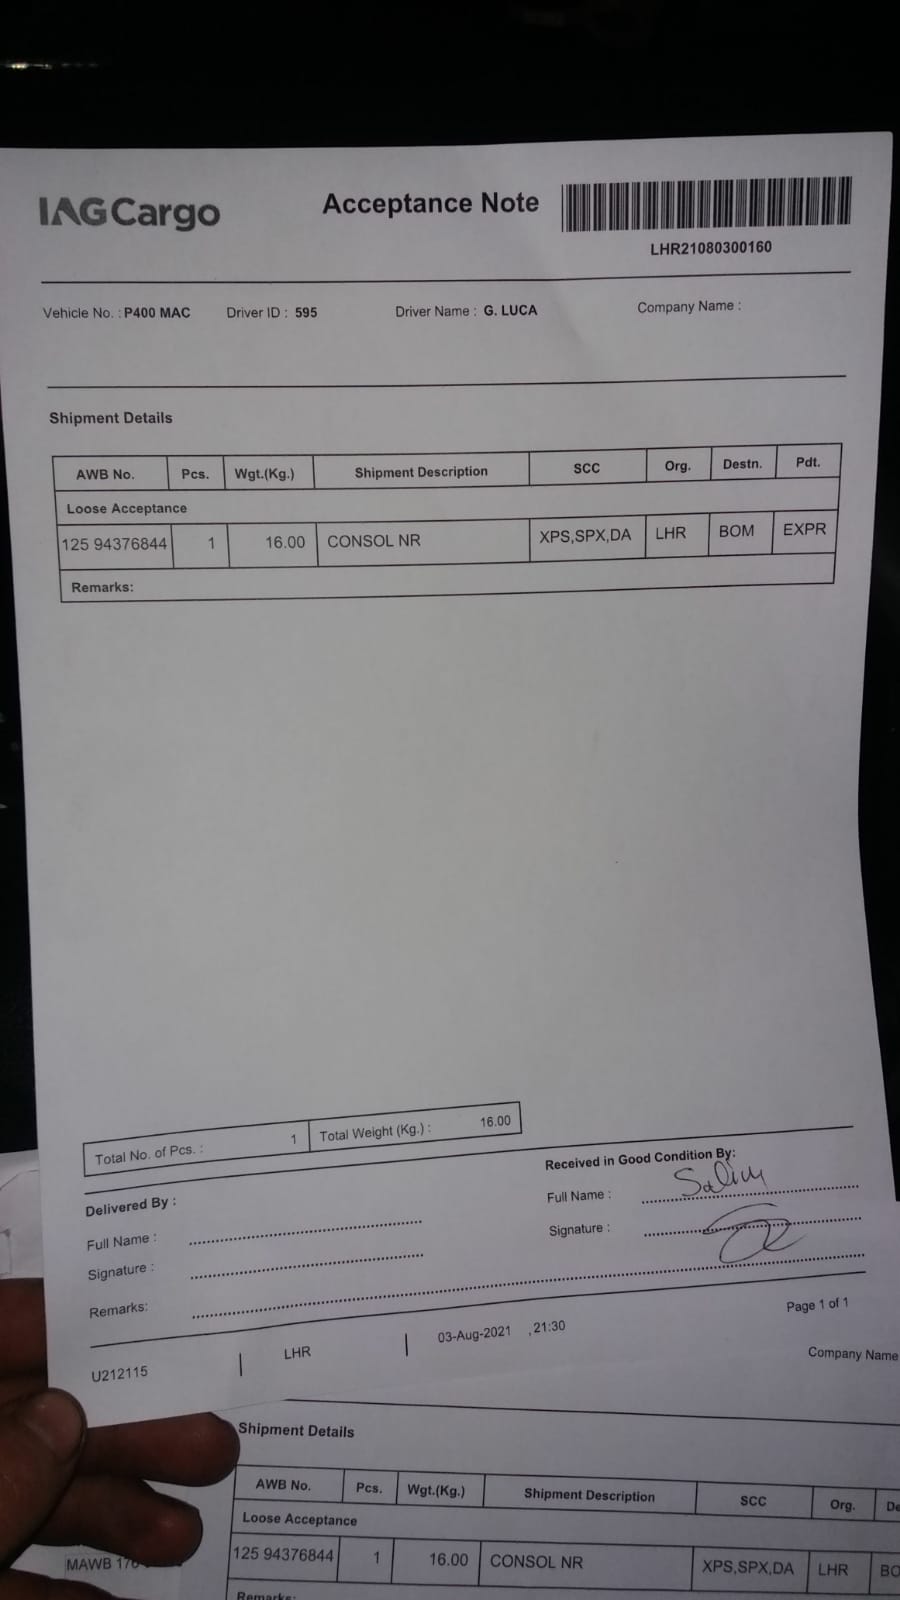 IAG Cargo
Acceptance Note
LHR21080300160
Vehicle No. : P400 MAC Driver ID : 595 Driver Name : G. LUCA Company Name :
Shipment Details
AWB No. Pcs. Wgt.(Kg.) Shipment Description SCC Org. Destn. Pdt.
Loose Acceptance
125 94376844 1 16.00 CONSOL NR XPS,SPX,DA LHR BOM EXPR
Remarks:
Total No. of Pcs. : 1 Total Weight (Kg.) : 16.00
Delivered By :
Full Name :
Signature :
Remarks:
Received in Good Condition By:
Full Name : Salim
Signature :
Page 1 of 1
U212115 | LHR | 03-Aug-2021 , 21:30
Company Name
Shipment Details
AWB No. Pcs. Wgt.(Kg.) Shipment Description SCC Org. De
Loose Acceptance
125 94376844 1 16.00 CONSOL NR XPS,SPX,DA LHR BO
Remarks:
MAWB 176